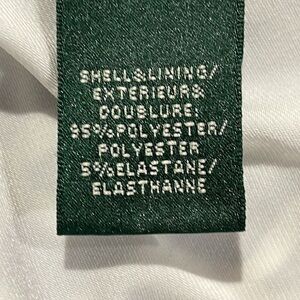 SHELL&LINING/
EXTERIEUR&
DOUBLURE:
95%POLYESTER/
POLYESTER
5%ELASTANE/
ELASTHANNE